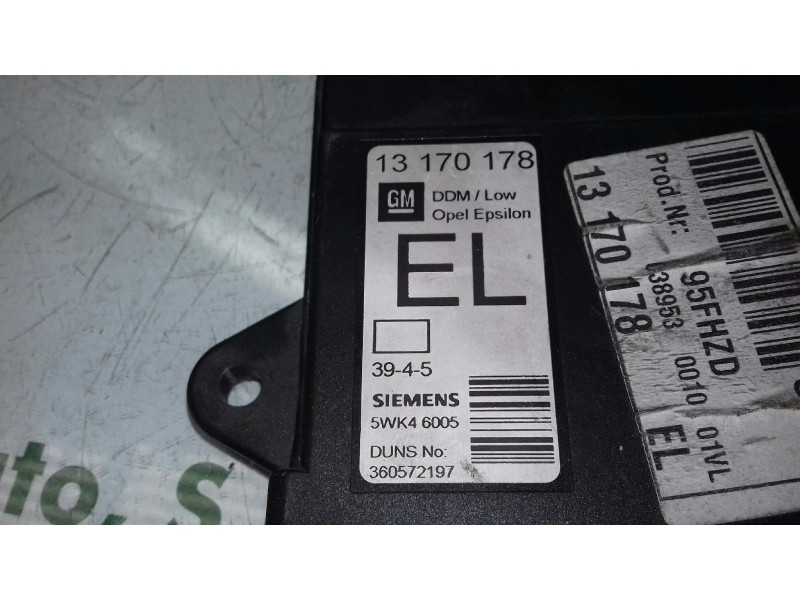 13 170 178
GM
DDM / Low
Opel Epsilon
EL
39-4-5
SIEMENS
5WK4 6005
DUNS No:
360572197
Prod.Nr:
95FHZD
01VL
38953 0010
13 170 178
EL